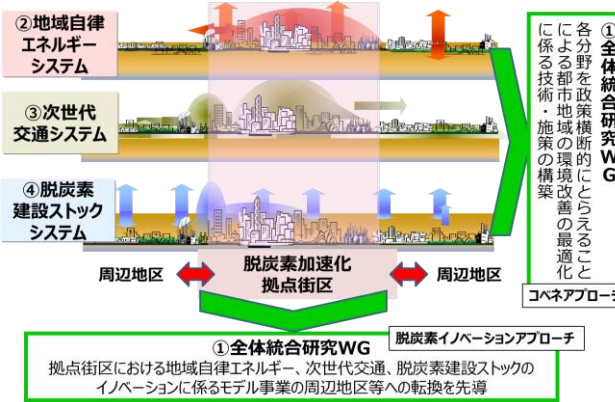 ②地域自律
エネルギー
システム
③次世代
交通システム
④脱炭素
建設ストック
システム
周辺地区
脱炭素加速化
拠点街区
周辺地区
①全体統合研究WG
各分野を政策横断的にとらえること
による都市地域の環境改善の最適化
に係る技術・施策の構築
コベネアプローチ
脱炭素イノベーションアプローチ
①全体統合研究WG
拠点街区における地域自律エネルギー、次世代交通、脱炭素建設ストックの
イノベーションに係るモデル事業の周辺地区等への転換を先導